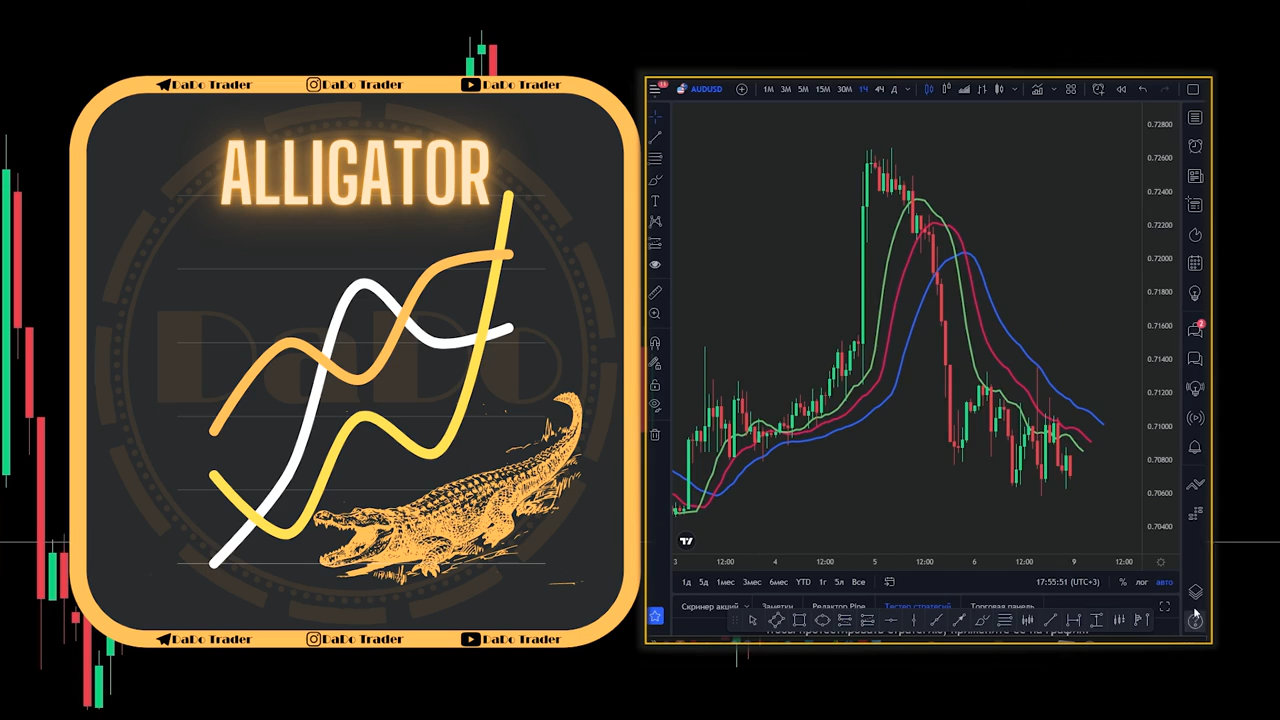 DaDo Trader DaDo Trader DaDo Trader
ALLIGATOR
DaDo
DaDo Trader DaDo Trader DaDo Trader
11
AUDUSD 1М 3М 5М 15М 30М 1Ч 4Ч Д
0.72800
0.72600
0.72400
0.72200
0.72000
0.71800
0.71600
2
0.71400
0.71200
0.71000
0.70800
0.70600
0.70400
3 12:00 4 12:00 5 12:00 6 12:00 9 12:00
1д 5д 1мес 3мес 6мес YTD 1г 5л Все 17:55:51 (UTC+3) % лог авто
Скринер акций Заметки Редактор Pine Тестер стратегий Торговая панель